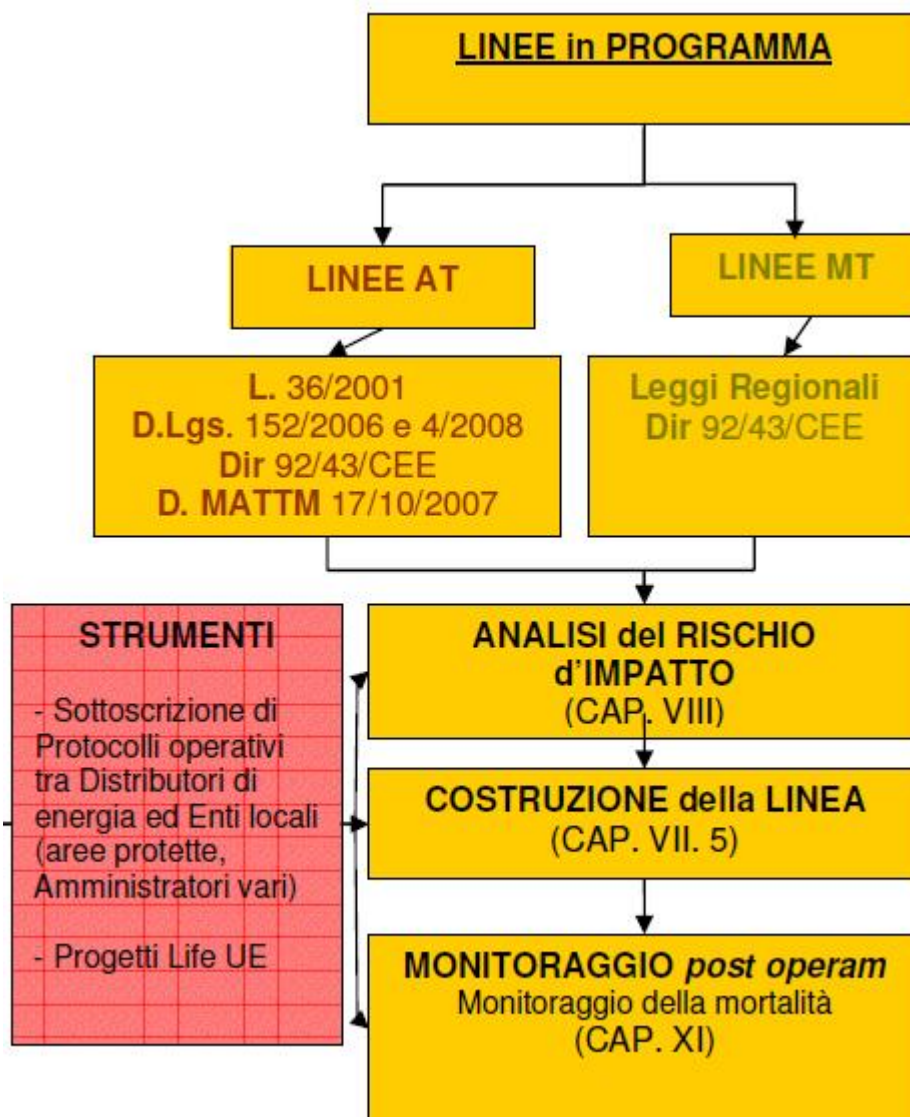 LINEE in PROGRAMMA
LINEE AT
LINEE MT
L. 36/2001
D.Lgs. 152/2006 e 4/2008
Dir 92/43/CEE
D. MATTM 17/10/2007
Leggi Regionali
Dir 92/43/CEE
STRUMENTI
- Sottoscrizione di
Protocolli operativi
tra Distributori di
energia ed Enti locali
(aree protette,
Amministratori vari)
- Progetti Life UE
ANALISI del RISCHIO
d'IMPATTO
(CAP. VIII)
COSTRUZIONE della LINEA
(CAP. VII. 5)
MONITORAGGIO post operam
Monitoraggio della mortalità
(CAP. XI)